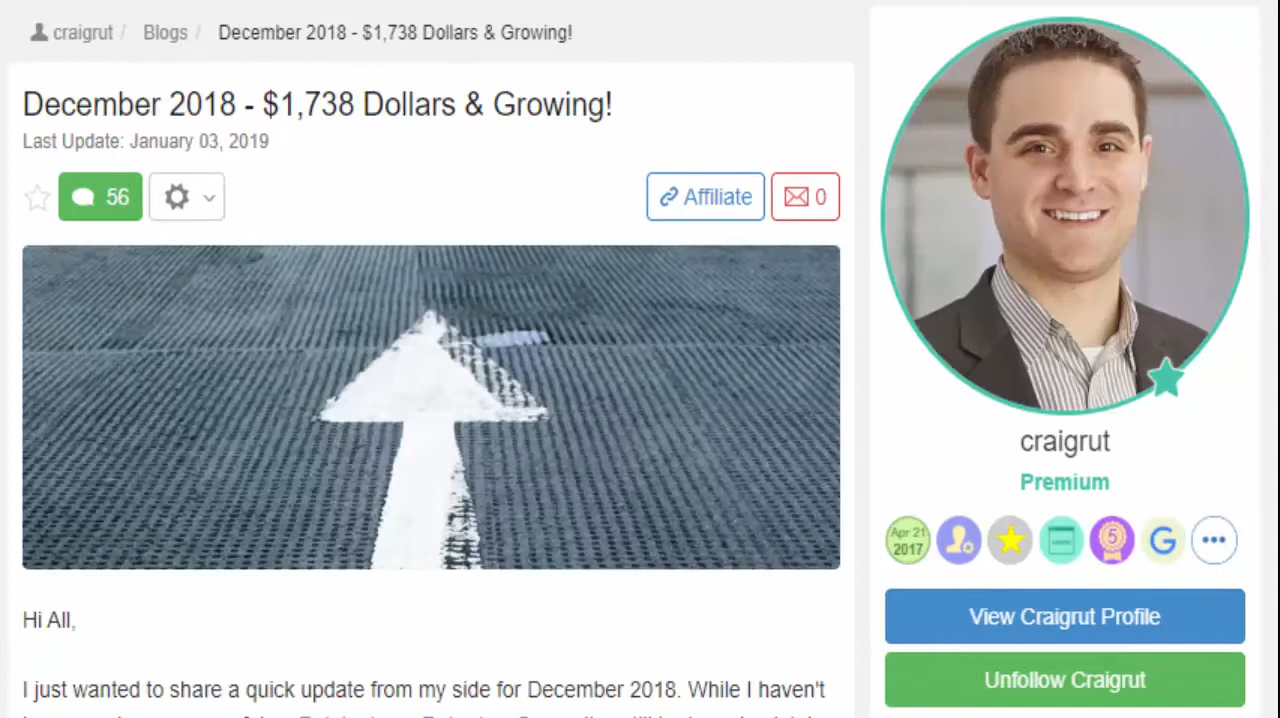 craigrut / Blogs / December 2018 - $1,738 Dollars & Growing!
December 2018 - $1,738 Dollars & Growing!
Last Update: January 03, 2019
56
Affiliate
0
Hi All,
I just wanted to share a quick update from my side for December 2018. While I haven't
craigrut
Premium
Apr 21
2017
5
G
View Craigrut Profile
Unfollow Craigrut